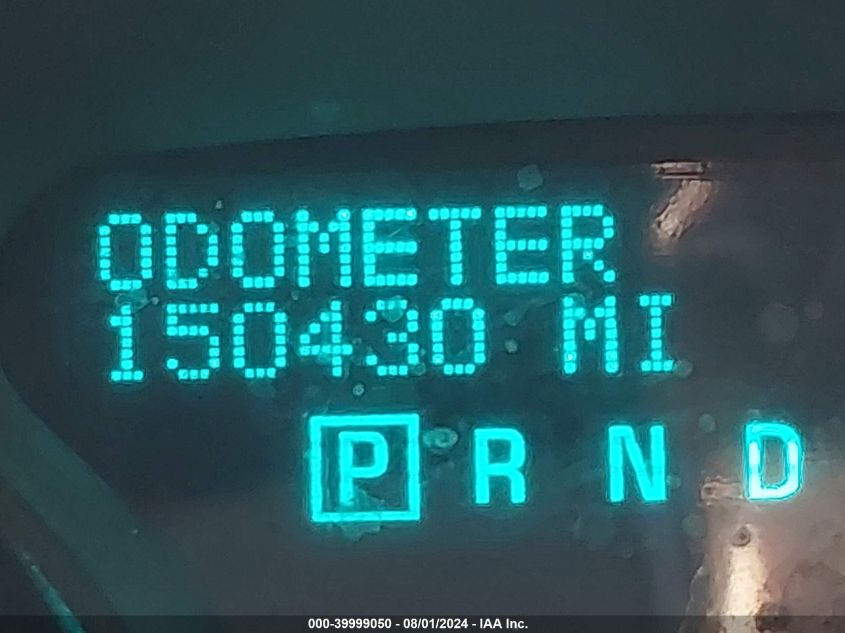 ODOMETER
150430 MI
P R N D
000-39999050 - 08/01/2024 - IAA Inc.